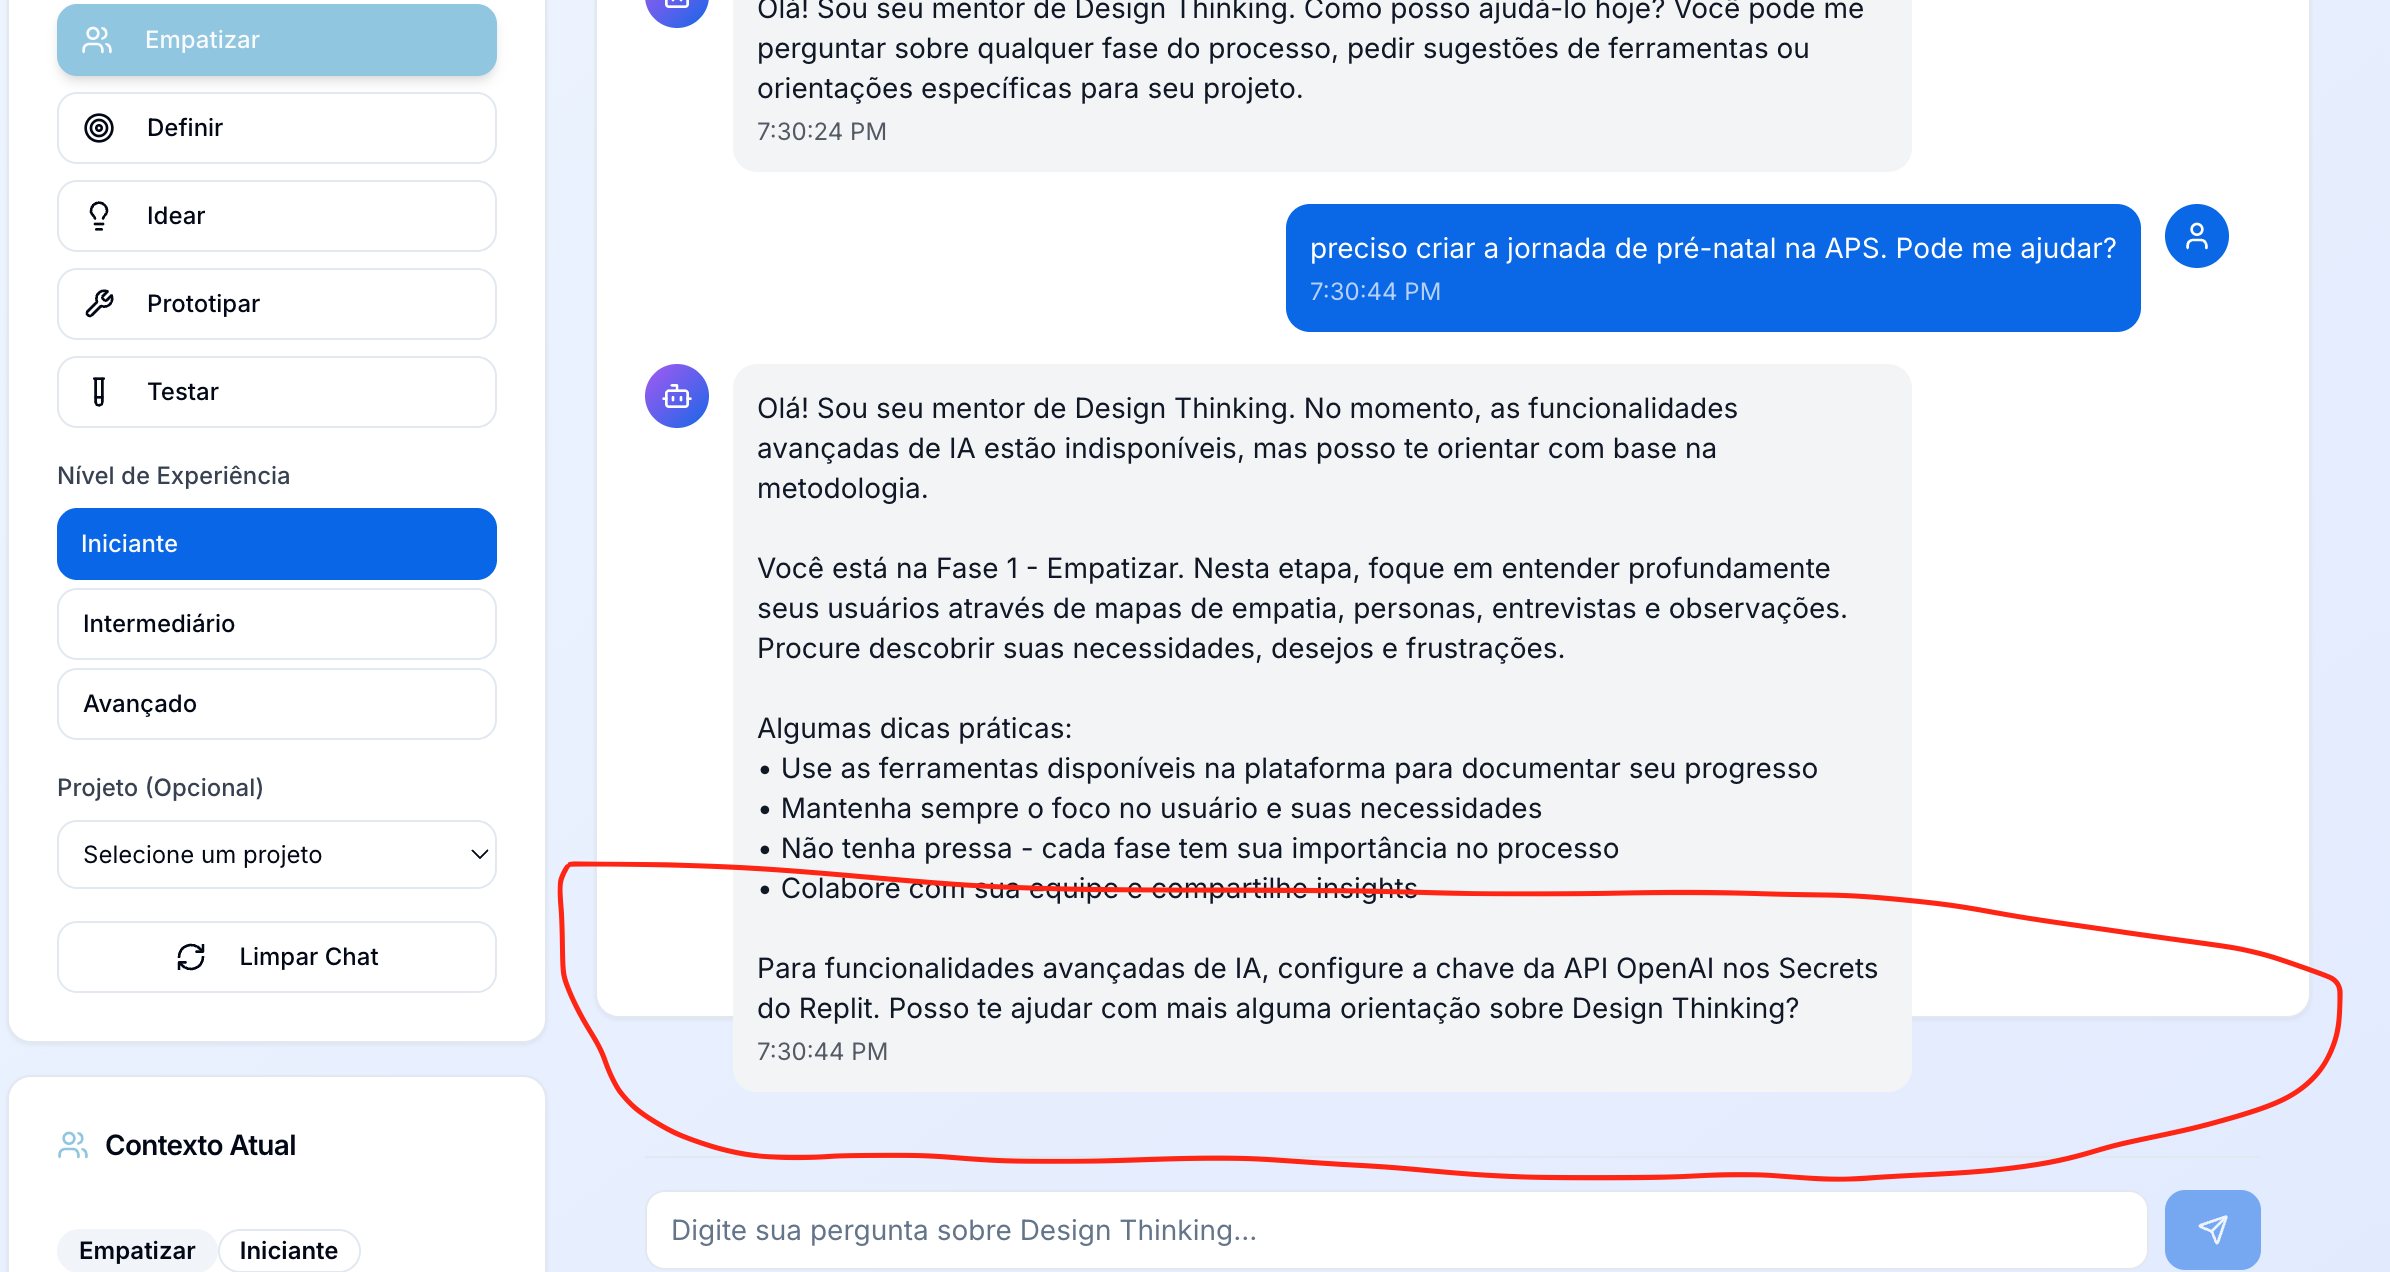 Empatizar
Definir
Idear
Prototipar
Testar
Nível de Experiência
Iniciante
Intermediário
Avançado
Projeto (Opcional)
Selecione um projeto
Limpar Chat
Contexto Atual
Empatizar
Iniciante
Olá! Sou seu mentor de Design Thinking. Como posso ajudá-lo hoje? Você pode me
perguntar sobre qualquer fase do processo, pedir sugestões de ferramentas ou
orientações específicas para seu projeto.
7:30:24 PM
preciso criar a jornada de pré-natal na APS. Pode me ajudar?
7:30:44 PM
Olá! Sou seu mentor de Design Thinking. No momento, as funcionalidades
avançadas de IA estão indisponíveis, mas posso te orientar com base na
metodologia.
Você está na Fase 1 - Empatizar. Nesta etapa, foque em entender profundamente
seus usuários através de mapas de empatia, personas, entrevistas e observações.
Procure descobrir suas necessidades, desejos e frustrações.
Algumas dicas práticas:
• Use as ferramentas disponíveis na plataforma para documentar seu progresso
• Mantenha sempre o foco no usuário e suas necessidades
• Não tenha pressa - cada fase tem sua importância no processo
• Colabore com sua equipe e compartilhe insights
Para funcionalidades avançadas de IA, configure a chave da API OpenAI nos Secrets
do Replit. Posso te ajudar com mais alguma orientação sobre Design Thinking?
7:30:44 PM
Digite sua pergunta sobre Design Thinking...